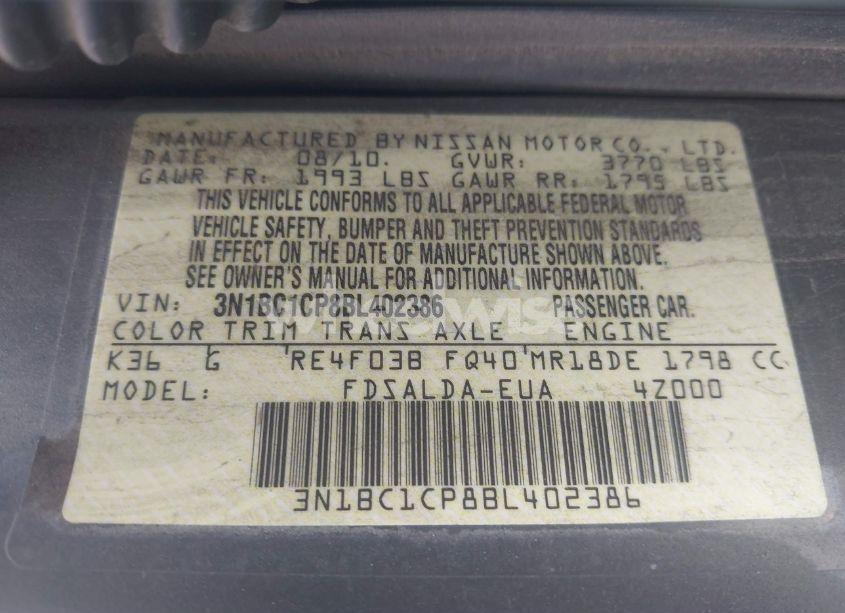 MANUFACTURED BY NISSAN MOTOR CO., LTD.
DATE: 08/10. GVWR: 3770 LBS
GAWR FR: 1993 LBS GAWR RR: 1795 LBS
THIS VEHICLE CONFORMS TO ALL APPLICABLE FEDERAL MOTOR
VEHICLE SAFETY, BUMPER AND THEFT PREVENTION STANDARDS
IN EFFECT ON THE DATE OF MANUFACTURE SHOWN ABOVE.
SEE OWNER'S MANUAL FOR ADDITIONAL INFORMATION.
VIN: 3N1BC1CP8BL402386 PASSENGER CAR.
COLOR TRIM TRANS AXLE ENGINE
K36 G RE4F03B FQ40 MR18DE 1798 CC
MODEL: FDSALDA-EUA 4Z000
3N1BC1CP8BL402386